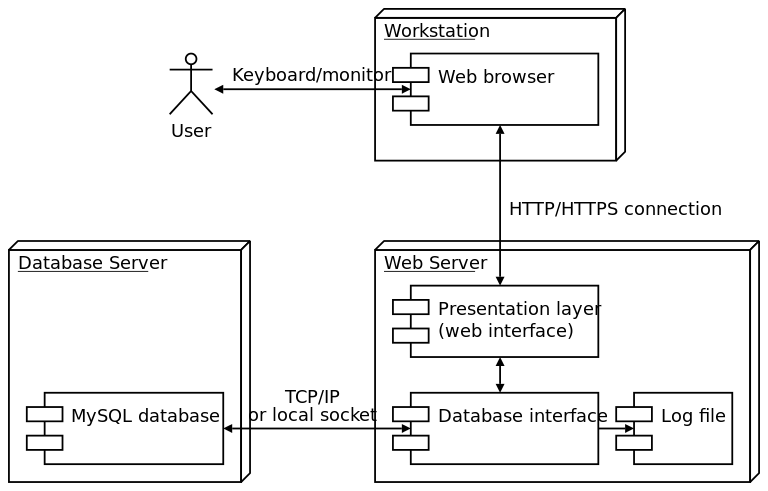 Workstation
Keyboard/monitor
Web browser
User
HTTP/HTTPS connection
Database Server
Web Server
Presentation layer
(web interface)
TCP/IP
or local socket
MySQL database
Database interface
Log file